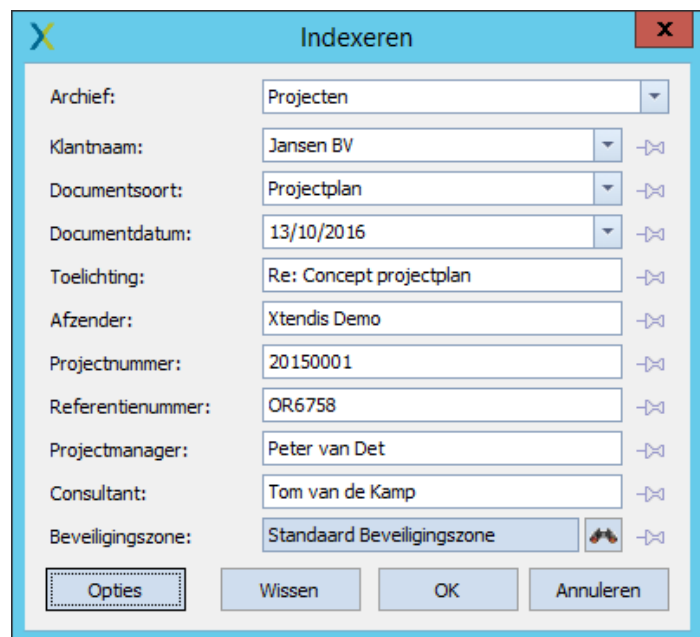 Indexeren
Archief: Projecten
Klantnaam: Jansen BV
Documentsoort: Projectplan
Documentdatum: 13/10/2016
Toelichting: Re: Concept projectplan
Afzender: Xtendis Demo
Projectnummer: 20150001
Referentienummer: OR6758
Projectmanager: Peter van Det
Consultant: Tom van de Kamp
Beveiligingszone: Standaard Beveiligingszone
Opties Wissen OK Annuleren